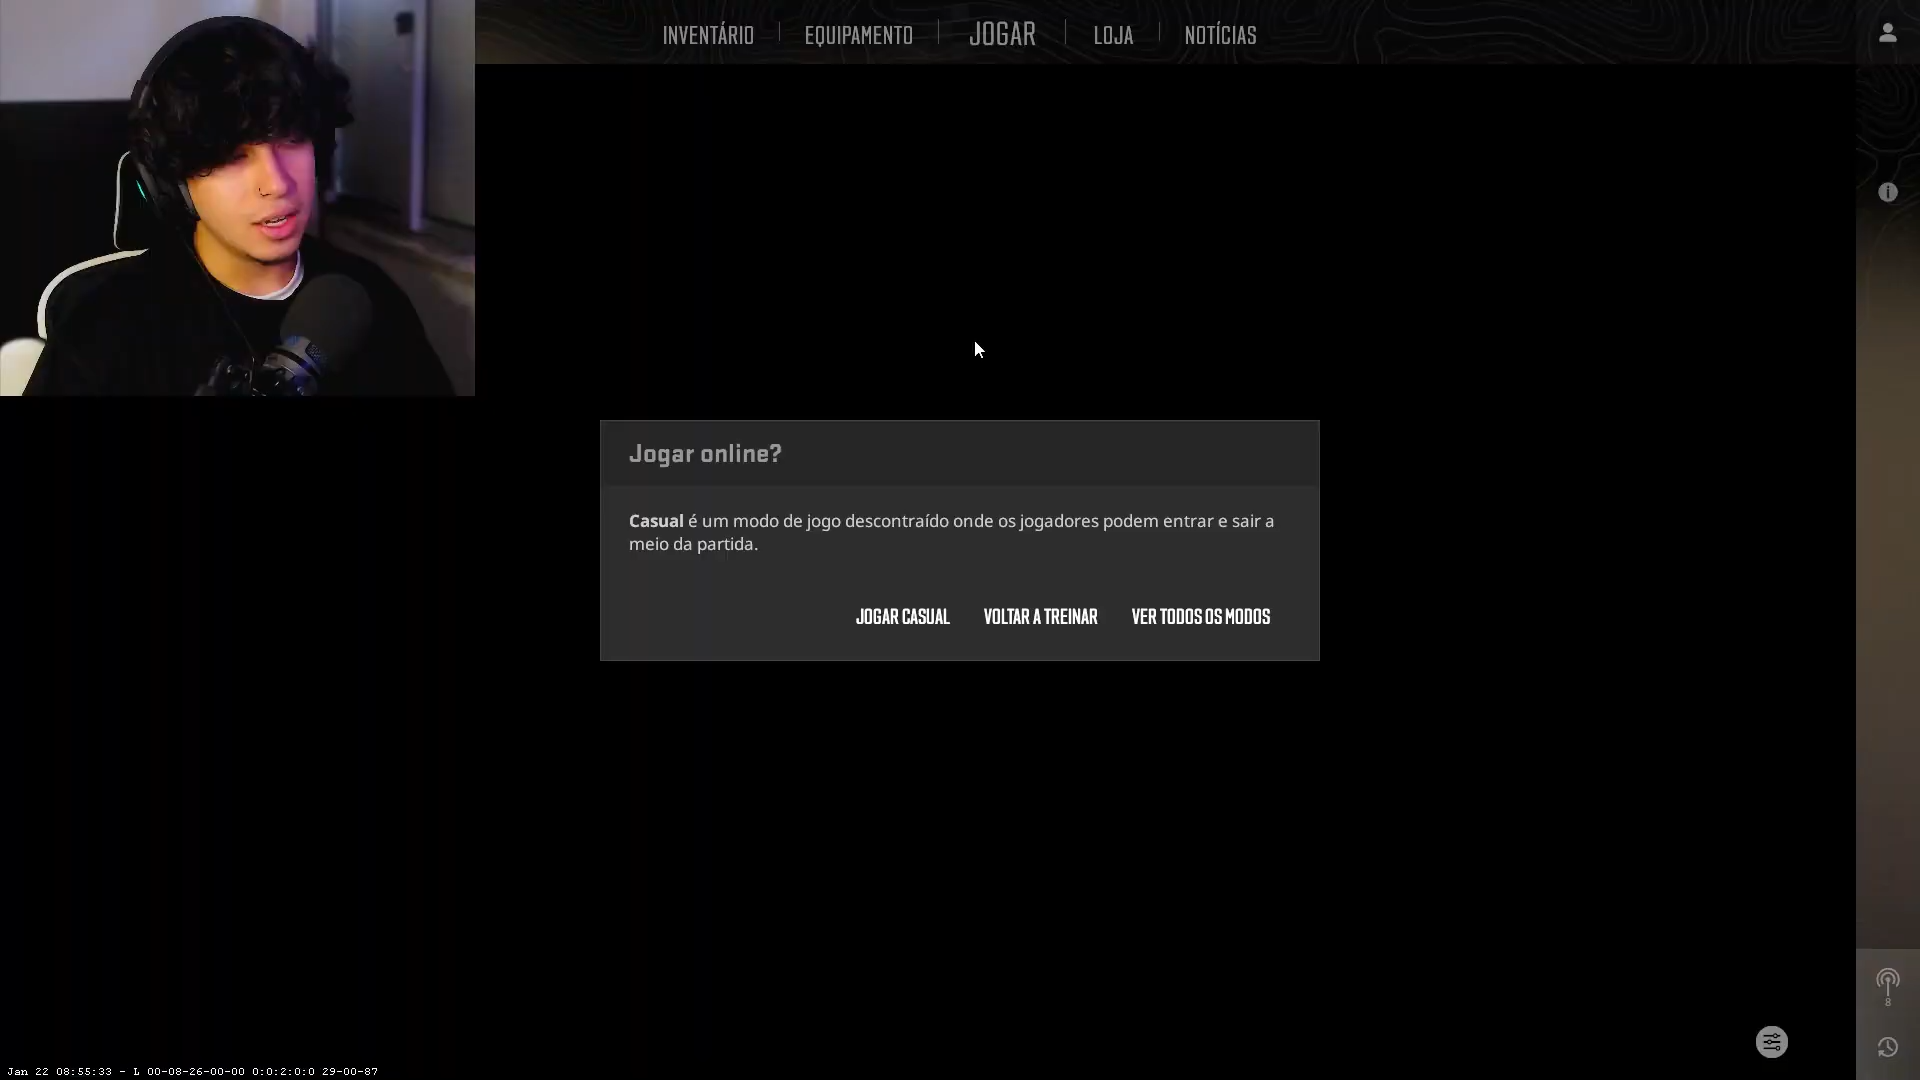 INVENTÁRIO
EQUIPAMENTO
JOGAR
LOJA
NOTÍCIAS
Jogar online?
Casual é um modo de jogo descontraído onde os jogadores podem entrar e sair a
meio da partida.
JOGAR CASUAL
VOLTAR A TREINAR
VER TODOS OS MODOS
8
Jan 22 08:55:33 - L 00-08-26-00-00 0:0:2:0:0 29-00-87